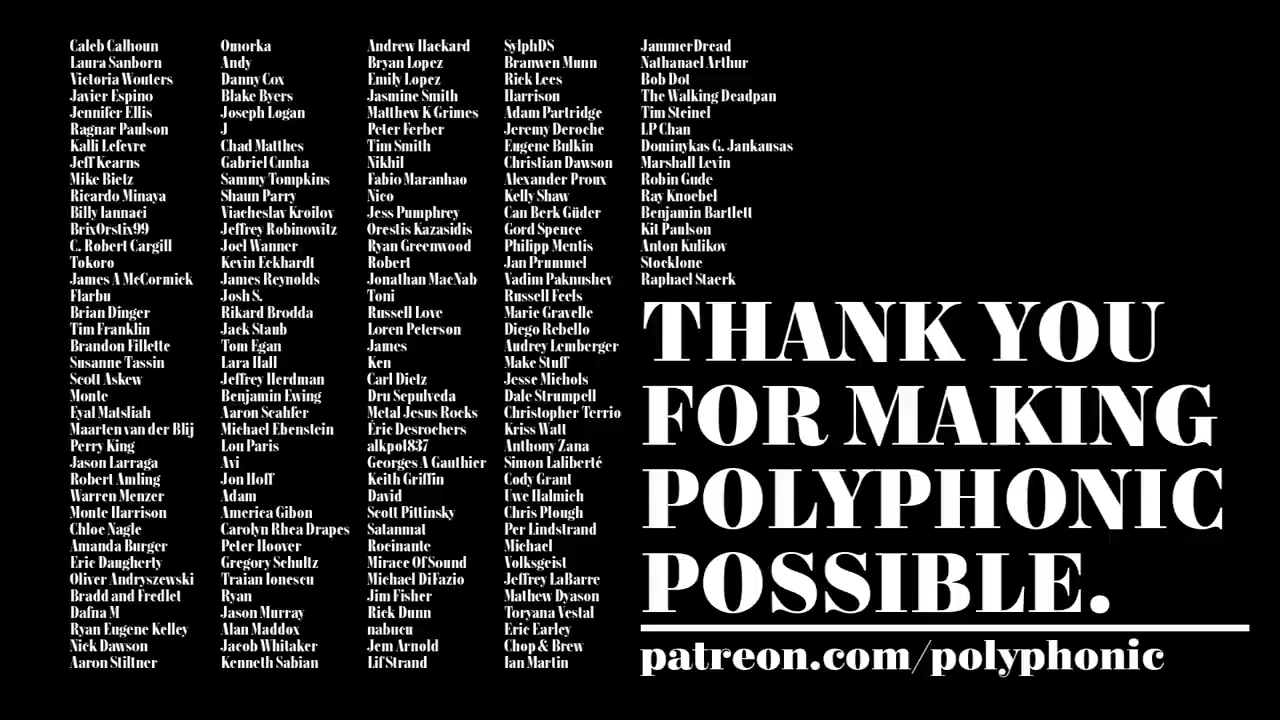 Caleb Calhoun
Laura Sanborn
Victoria Wouters
Javier Espino
Jennifer Ellis
Ragnar Paulson
Kalli Lefevre
Jeff Kearns
Mike Bietz
Ricardo Minaya
Billy Iannaci
BrixOrstix99
C. Robert Cargill
Tokoro
James A McCormick
Flarbu
Brian Dinger
Tim Franklin
Brandon Fillette
Susanne Tassin
Scott Askew
Monte
Eyal Matsliah
Maarten van der Blij
Perry King
Jason Larraga
Robert Amling
Warren Menzer
Monte Harrison
Chloe Nagle
Amanda Burger
Eric Daugherty
Oliver Andryszewski
Bradd and Fredlet
Dafna M
Ryan Eugene Kelley
Nick Dawson
Aaron Stiltner
Omorka
Andy
Danny Cox
Blake Byers
Joseph Logan
J
Chad Matthes
Gabriel Cunha
Sammy Tompkins
Shaun Parry
Viacheslav Kroilov
Jeffrey Robinowitz
Joel Wanner
Kevin Eckhardt
James Reynolds
Josh S.
Rikard Brodda
Jack Staub
Tom Egan
Lara Hall
Jeffrey Herdman
Benjamin Ewing
Aaron Scahfer
Michael Ebenstein
Lou Paris
Avi
Jon Hoff
Adam
America Gibon
Carolyn Rhea Drapes
Peter Hoover
Gregory Schultz
Traian Ionescu
Ryan
Jason Murray
Alan Maddox
Jacob Whitaker
Kenneth Sabian
Andrew Hackard
Bryan Lopez
Emily Lopez
Jasmine Smith
Matthew K Grimes
Peter Ferber
Tim Smith
Nikhil
Fabio Maranhao
Nico
Jess Pumphrey
Orestis Kazasidis
Ryan Greenwood
Robert
Jonathan MacNab
Toni
Russell Love
Loren Peterson
James
Ken
Carl Dietz
Dru Sepulveda
Metal Jesus Rocks
Éric Desrochers
alkpo1837
Georges A Gauthier
Keith Griffin
David
Scott Pittinsky
Satanmat
Rocinante
Mirace Of Sound
Michael DiFazio
Jim Fisher
Rick Dunn
nabucu
Jem Arnold
Lif Strand
SylphDS
Branwen Munn
Rick Lees
Harrison
Adam Partridge
Jeremy Deroche
Eugene Bulkin
Christian Dawson
Alexander Proux
Kelly Shaw
Can Berk Güder
Gord Spence
Philipp Mentis
Jan Prummel
Vadim Paknushev
Russell Feels
Marie Gravelle
Diego Rebello
Audrey Lemberger
Make Stuff
Jesse Michols
Dale Strumpell
Christopher Terrio
Kriss Watt
Anthony Zana
Simon Laliberté
Cody Grant
Uwe Halmich
Chris Plough
Per Lindstrand
Michael
Volksgeist
Jeffrey LaBarre
Mathew Dyason
Toryana Vestal
Eric Earley
Chop & Brew
Ian Martin
JammerDread
Nathanael Arthur
Bob Dot
The Walking Deadpan
Tim Steinel
LP Chan
Dominykas G. Jankausas
Marshall Levin
Robin Gude
Ray Knoebel
Benjamin Bartlett
Kit Paulson
Anton Kulikov
Stocklone
Raphael Staerk
THANK YOU
FOR MAKING
POLYPHONIC
POSSIBLE.
patreon.com/polyphonic